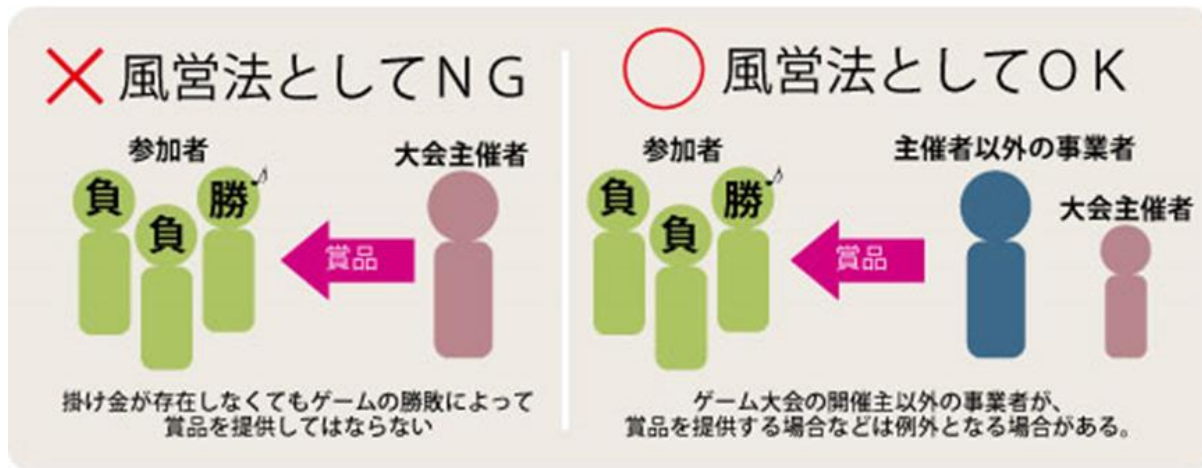 × 風営法としてＮＧ
参加者
大会主催者
負
負
勝♪
賞品
掛け金が存在しなくてもゲームの勝敗によって
賞品を提供してはならない
○ 風営法としてＯＫ
参加者
主催者以外の事業者
大会主催者
負
負
勝♪
賞品
ゲーム大会の開催主以外の事業者が、
賞品を提供する場合などは例外となる場合がある。